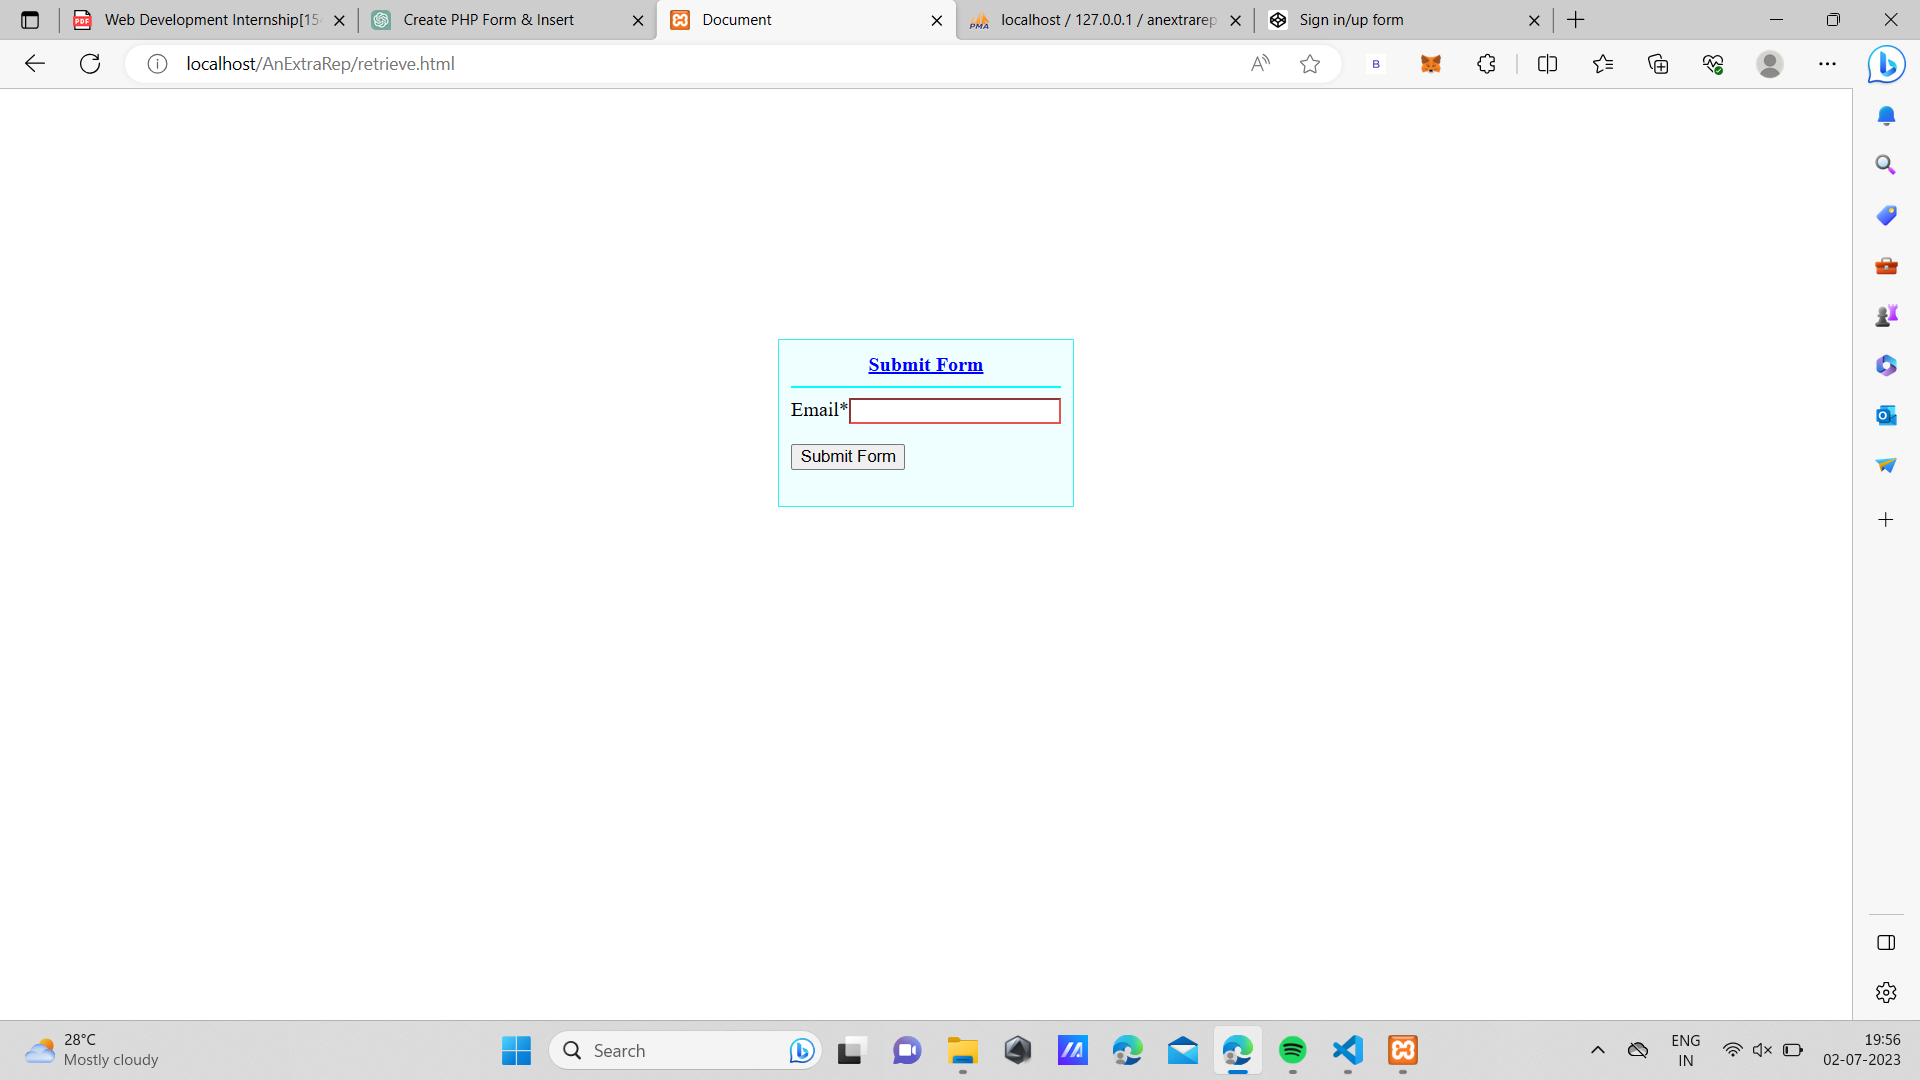 Web Development Internship[15
Create PHP Form & Insert
Document
localhost / 127.0.0.1 / anextrarep
PMA
Sign in/up form
localhost/AnExtraRep/retrieve.html
B
Submit Form
Email*
Submit Form
28°C
Mostly cloudy
Search
ENG
IN
19:56
02-07-2023